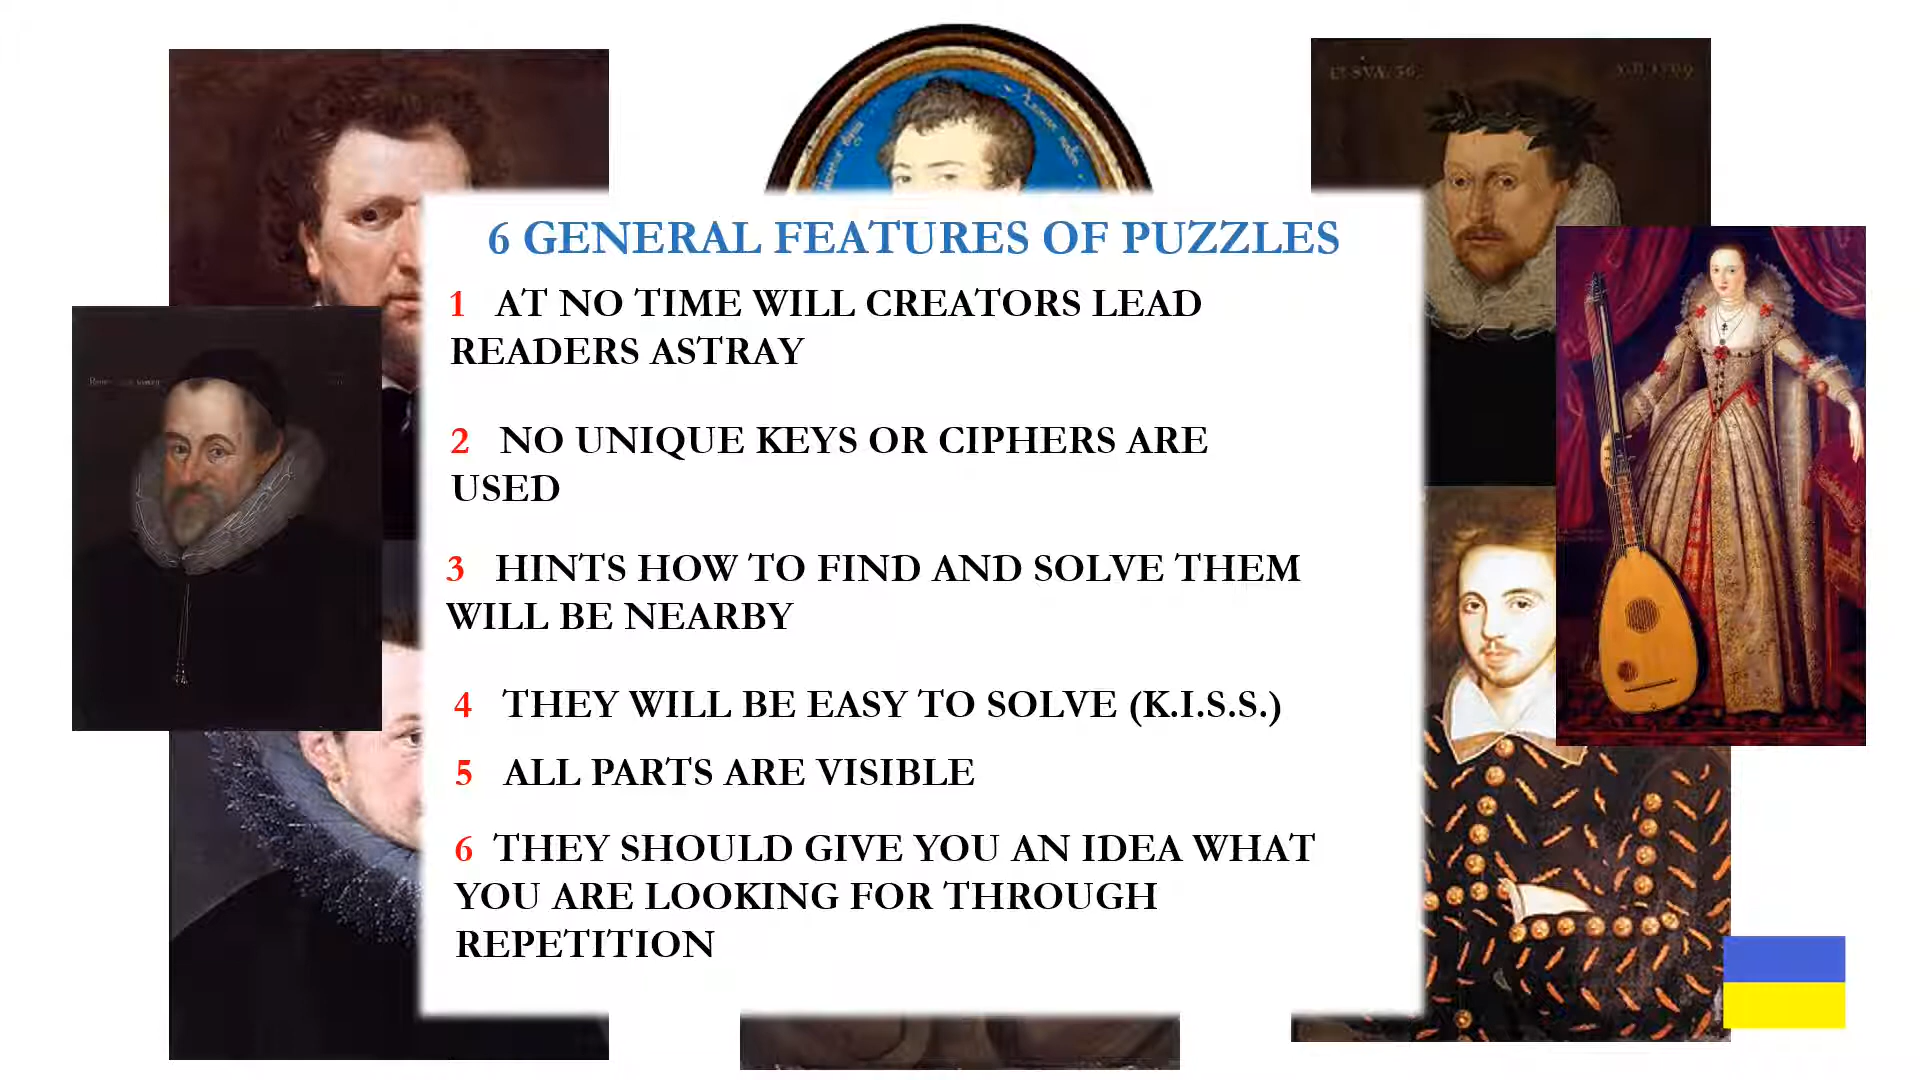 6 GENERAL FEATURES OF PUZZLES
1 AT NO TIME WILL CREATORS LEAD
READERS ASTRAY
2 NO UNIQUE KEYS OR CIPHERS ARE
USED
3 HINTS HOW TO FIND AND SOLVE THEM
WILL BE NEARBY
4 THEY WILL BE EASY TO SOLVE (K.I.S.S.)
5 ALL PARTS ARE VISIBLE
6 THEY SHOULD GIVE YOU AN IDEA WHAT
YOU ARE LOOKING FOR THROUGH
REPETITION